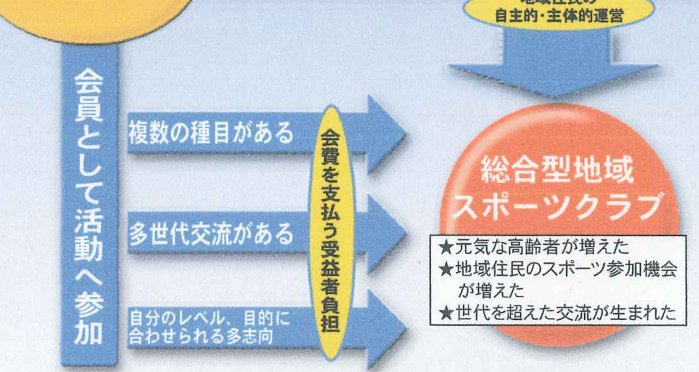 地域住民の
自主的・主体的運営
会員として活動へ参加
複数の種目がある
多世代交流がある
自分のレベル、目的に
合わせられる多志向
会費を支払う受益者負担
総合型地域
スポーツクラブ
★元気な高齢者が増えた
★地域住民のスポーツ参加機会
が増えた
★世代を超えた交流が生まれた